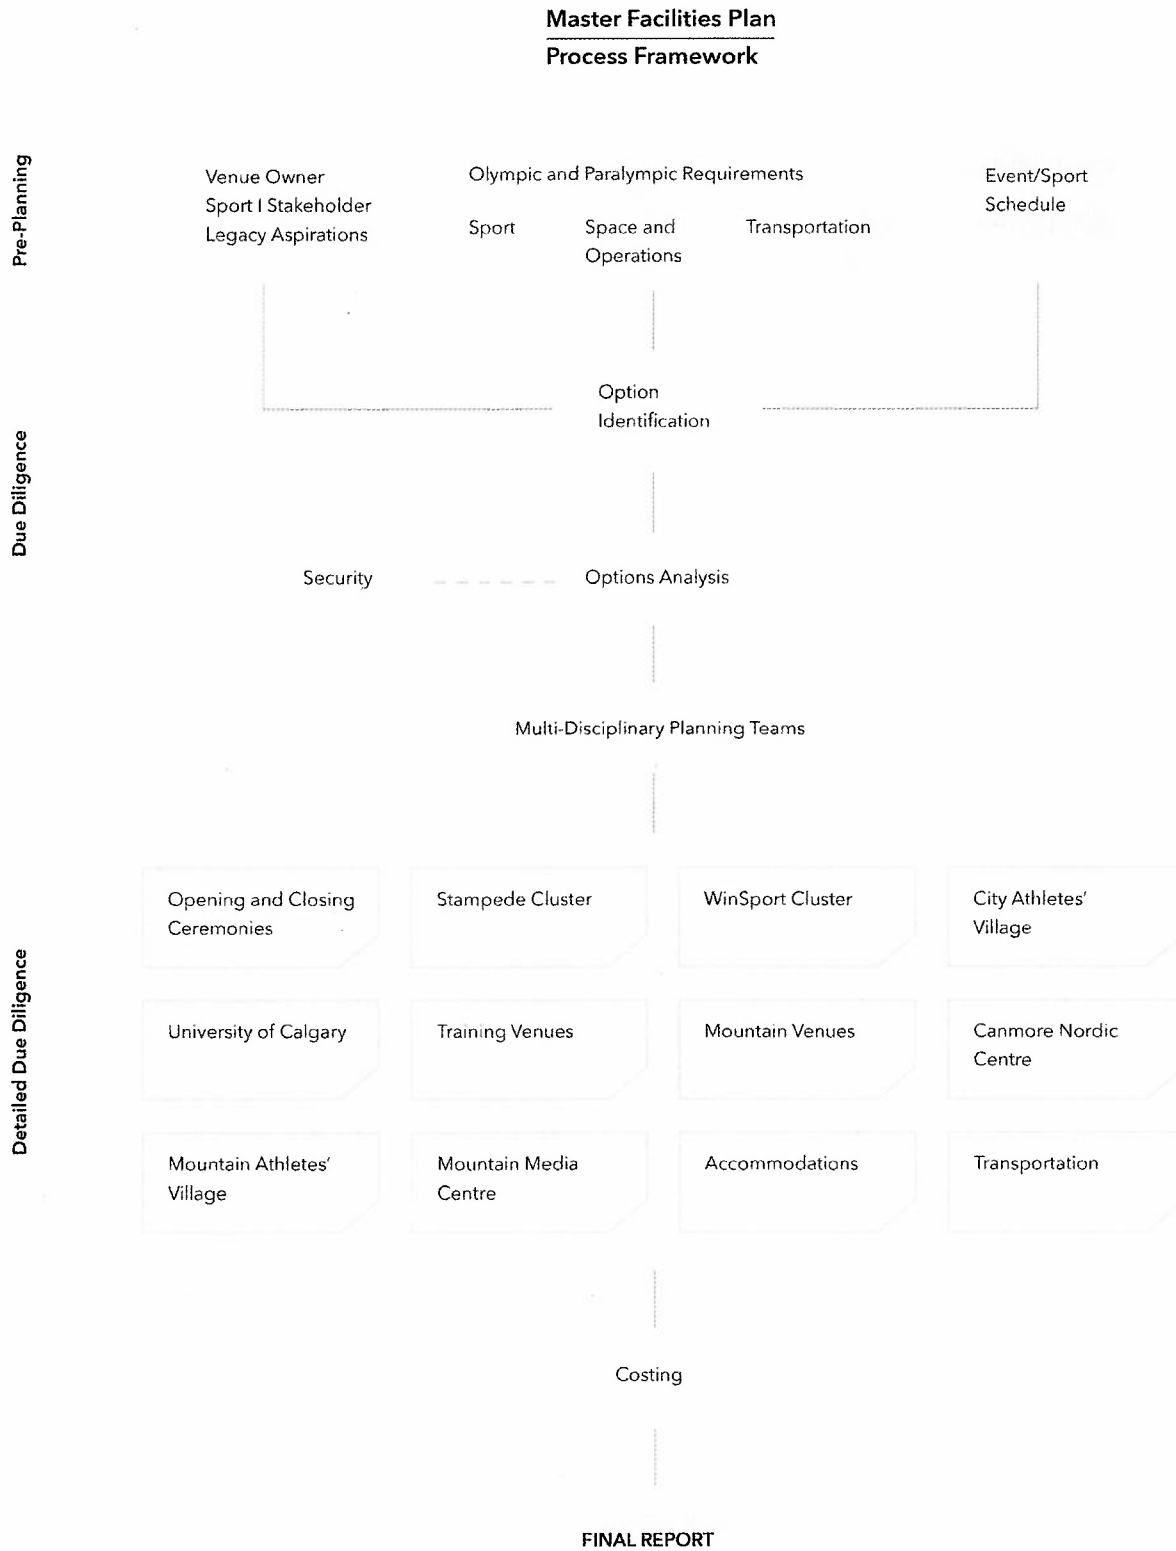 Master Facilities Plan
Process Framework
Pre-Planning
Venue Owner
Sport I Stakeholder
Legacy Aspirations
Olympic and Paralympic Requirements
Sport
Space and
Operations
Transportation
Event/Sport
Schedule
Option
Identification
Due Diligence
Security
Options Analysis
Multi-Disciplinary Planning Teams
Detailed Due Diligence
Opening and Closing
Ceremonies
Stampede Cluster
WinSport Cluster
City Athletes'
Village
University of Calgary
Training Venues
Mountain Venues
Canmore Nordic
Centre
Mountain Athletes'
Village
Mountain Media
Centre
Accommodations
Transportation
Costing
FINAL REPORT